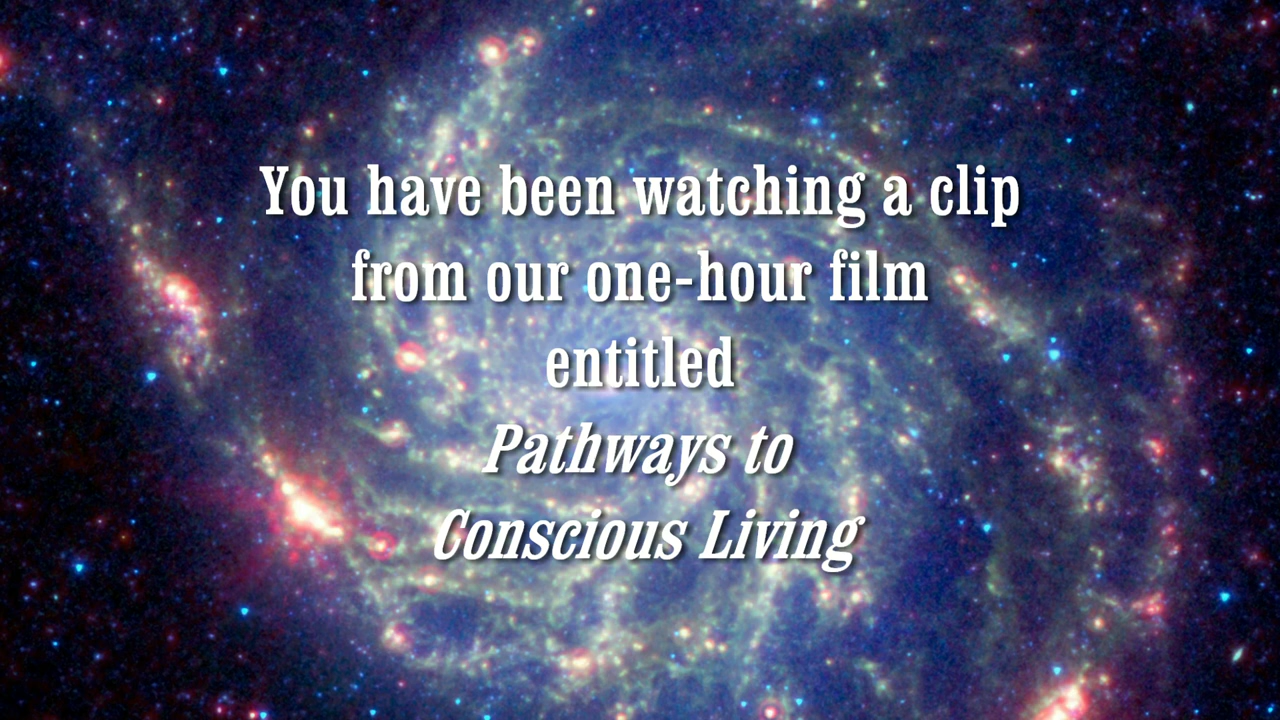 You have been watching a clip
from our one-hour film
entitled
Pathways to
Conscious Living